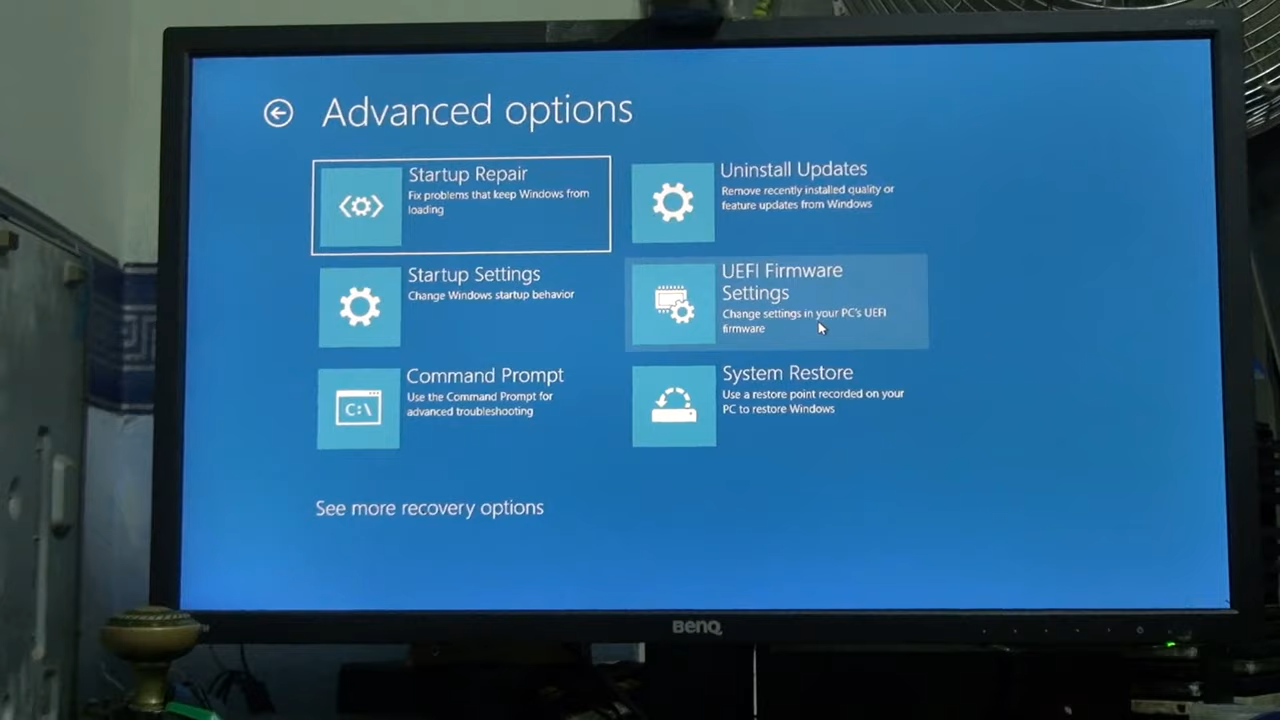 Advanced options
Startup Repair
Fix problems that keep Windows from
loading
Uninstall Updates
Remove recently installed quality or
feature updates from Windows
Startup Settings
Change Windows startup behavior
UEFI Firmware
Settings
Change settings in your PC's UEFI
firmware
C:\
Command Prompt
Use the Command Prompt for
advanced troubleshooting
System Restore
Use a restore point recorded on your
PC to restore Windows
See more recovery options
BenQ